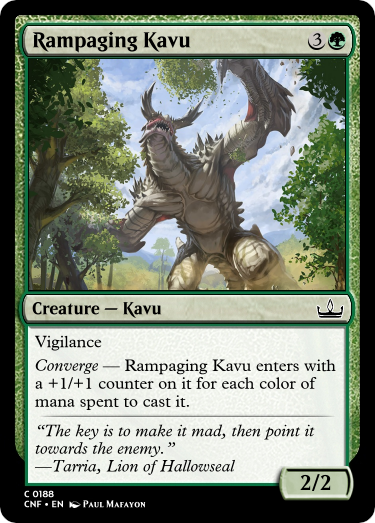 Rampaging Kavu 3
Creature — Kavu
Vigilance
Converge — Rampaging Kavu enters with
a +1/+1 counter on it for each color of
mana spent to cast it.
“The key is to make it mad, then point it
towards the enemy.”
—Tarria, Lion of Hallowseal
2/2
C 0188
CNF • EN Paul Mafayon